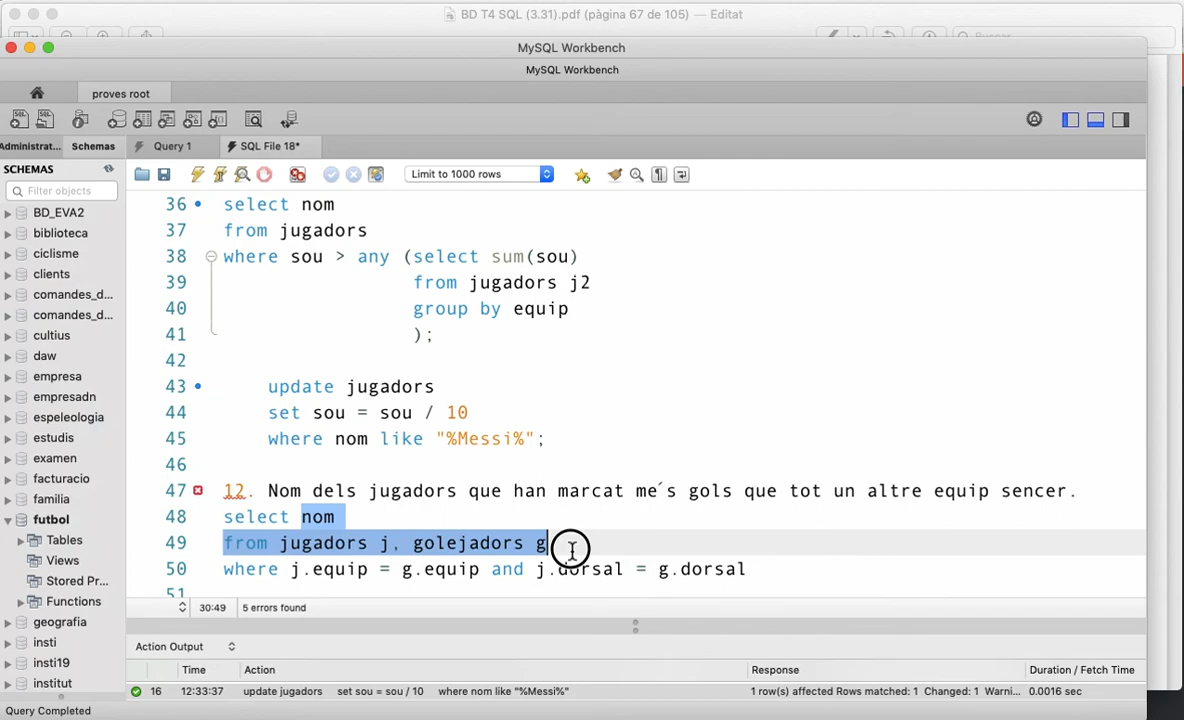 BD T4 SQL (3.31).pdf (pàgina 67 de 105) — Editat
MySQL Workbench
MySQL Workbench
proves root
Administrat... Schemas Query 1 SQL File 18*
SCHEMAS Limit to 1000 rows
Filter objects
BD_EVA2
biblioteca
ciclisme
clients
comandes_d...
comandes_d...
cultius
daw
empresa
empresadn
espeleologia
estudis
examen
facturacio
familia
futbol
Tables
Views
Stored Pr...
Functions
geografia
insti
insti19
institut
36 select nom
37 from jugadors
38 where sou > any (select sum(sou)
39 from jugadors j2
40 group by equip
41 );
42
43 update jugadors
44 set sou = sou / 10
45 where nom like "%Messi%";
46
47 12. Nom dels jugadors que han marcat me´s gols que tot un altre equip sencer.
48 select nom
49 from jugadors j, golejadors g
50 where j.equip = g.equip and j.dorsal = g.dorsal
51
30:49 5 errors found
Action Output
Time Action Response Duration / Fetch Time
16 12:33:37 update jugadors set sou = sou / 10 where nom like "%Messi%" 1 row(s) affected Rows matched: 1 Changed: 1 Warni... 0.0016 sec
Query Completed